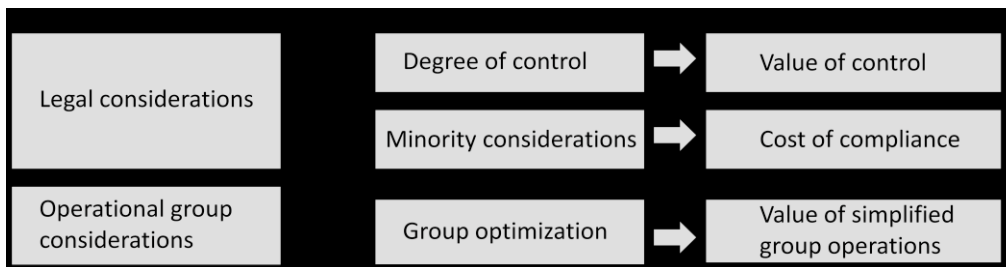 Legal considerations
Degree of control
Value of control
Minority considerations
Cost of compliance
Operational group
considerations
Group optimization
Value of simplified
group operations